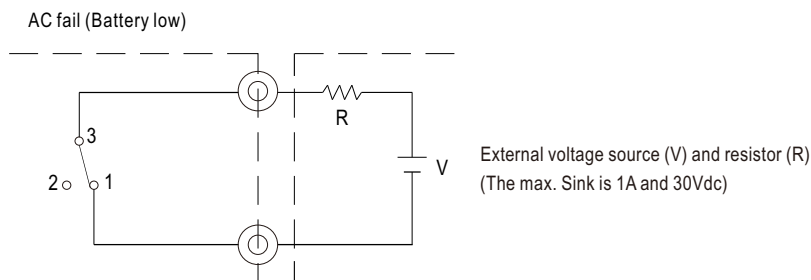 AC fail (Battery low)
R
3
2
1
V
External voltage source (V) and resistor (R)
(The max. Sink is 1A and 30Vdc)